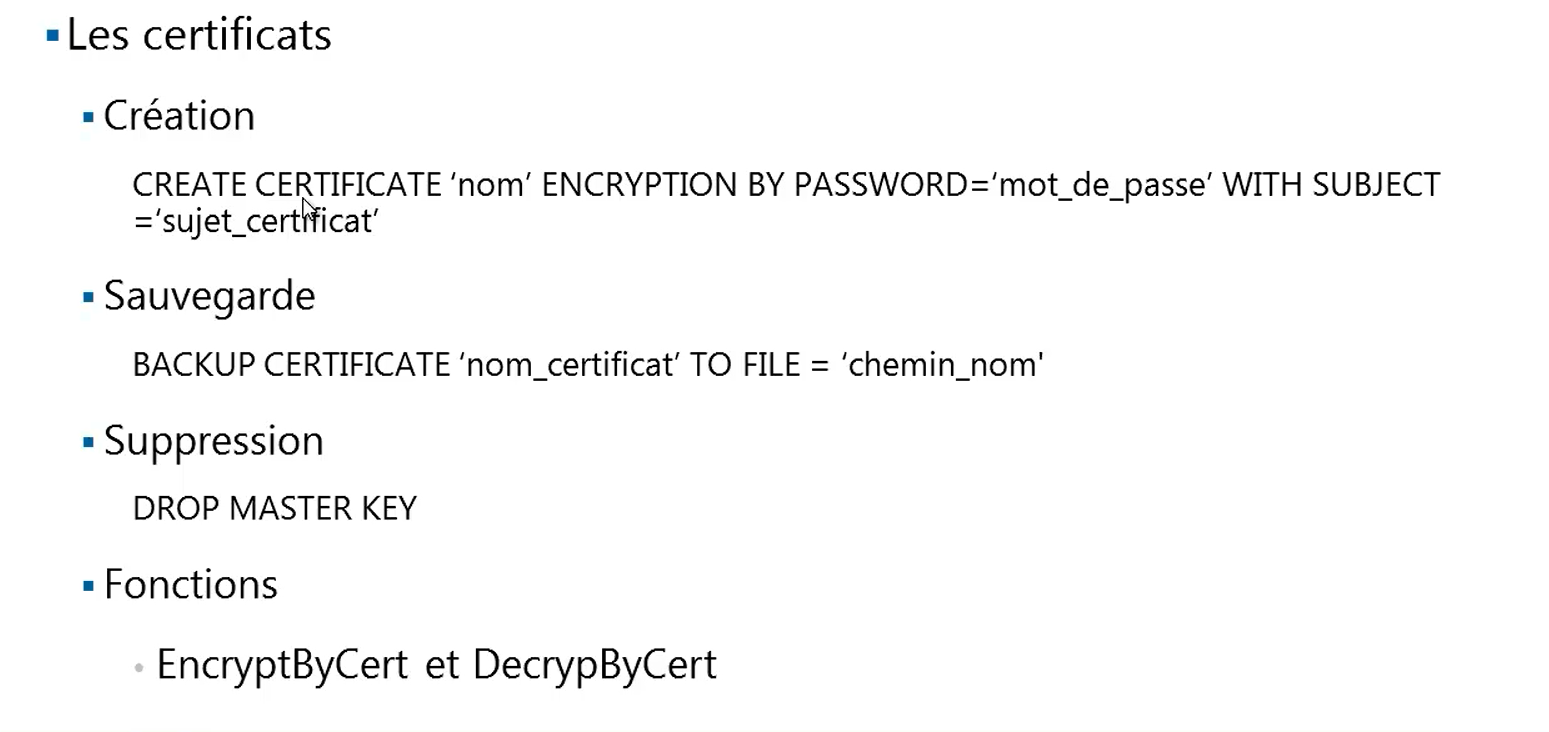 Les certificats
Création
CREATE CERTIFICATE ‘nom’ ENCRYPTION BY PASSWORD=‘mot_de_passe’ WITH SUBJECT
=‘sujet_certificat’
Sauvegarde
BACKUP CERTIFICATE ‘nom_certificat’ TO FILE = ‘chemin_nom'
Suppression
DROP MASTER KEY
Fonctions
EncryptByCert et DecrypByCert